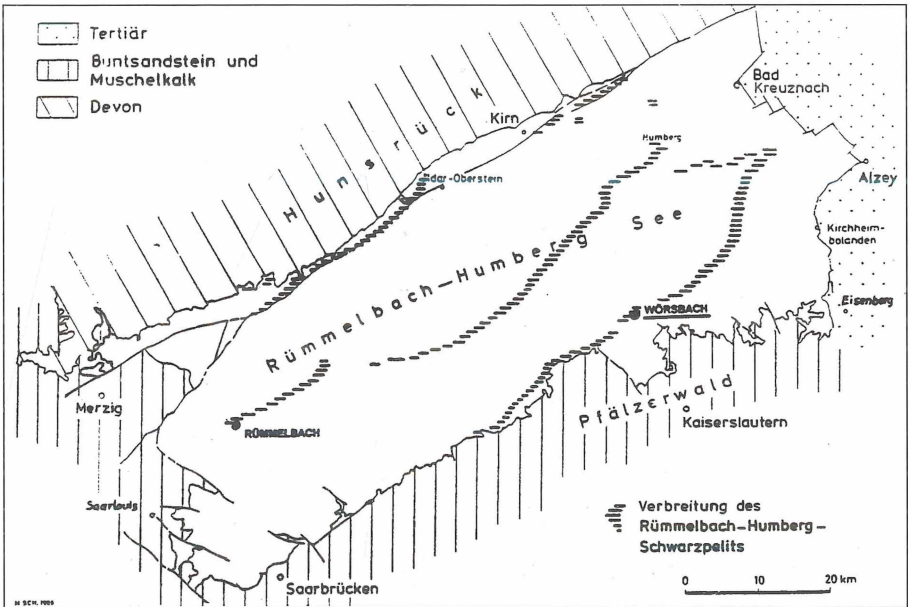 Tertiär
Buntsandstein und
Muschelkalk
Devon
Bad
Kreuznach
Hunsrück
Kirn
Humberg
Idar-Oberstein
Alzey
Rümmelbach-Humberg See
Kirchheim-
bolanden
Eisenberg
WÖRSBACH
Merzig
RÜMMELBACH
Pfälzerwald
Kaiserslautern
Saarlouis
Saarbrücken
Verbreitung des
Rümmelbach-Humberg-
Schwarzpelits
0 10 20 km